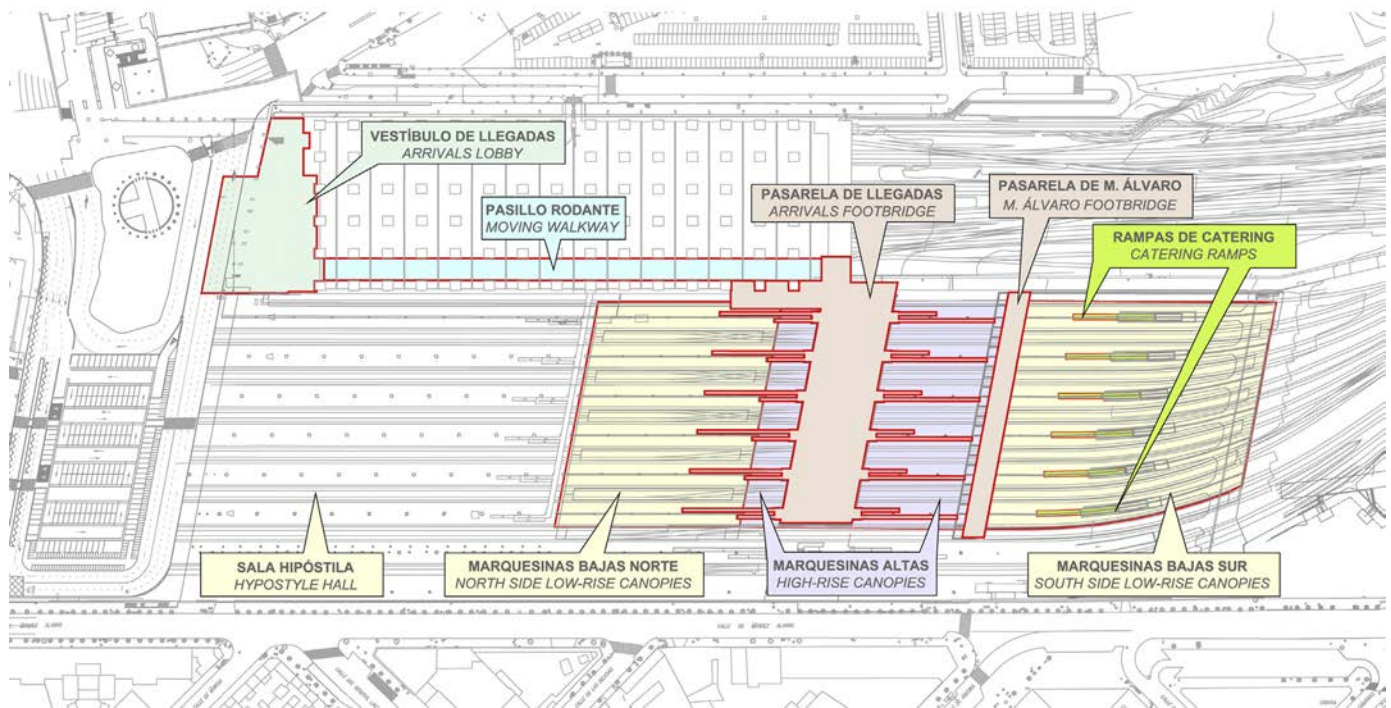 VESTÍBULO DE LLEGADAS
ARRIVALS LOBBY
PASILLO RODANTE
MOVING WALKWAY
PASARELA DE LLEGADAS
ARRIVALS FOOTBRIDGE
PASARELA DE M. ÁLVARO
M. ÁLVARO FOOTBRIDGE
RAMPAS DE CATERING
CATERING RAMPS
SALA HIPÓSTILA
HYPOSTYLE HALL
MARQUESINAS BAJAS NORTE
NORTH SIDE LOW-RISE CANOPIES
MARQUESINAS ALTAS
HIGH-RISE CANOPIES
MARQUESINAS BAJAS SUR
SOUTH SIDE LOW-RISE CANOPIES